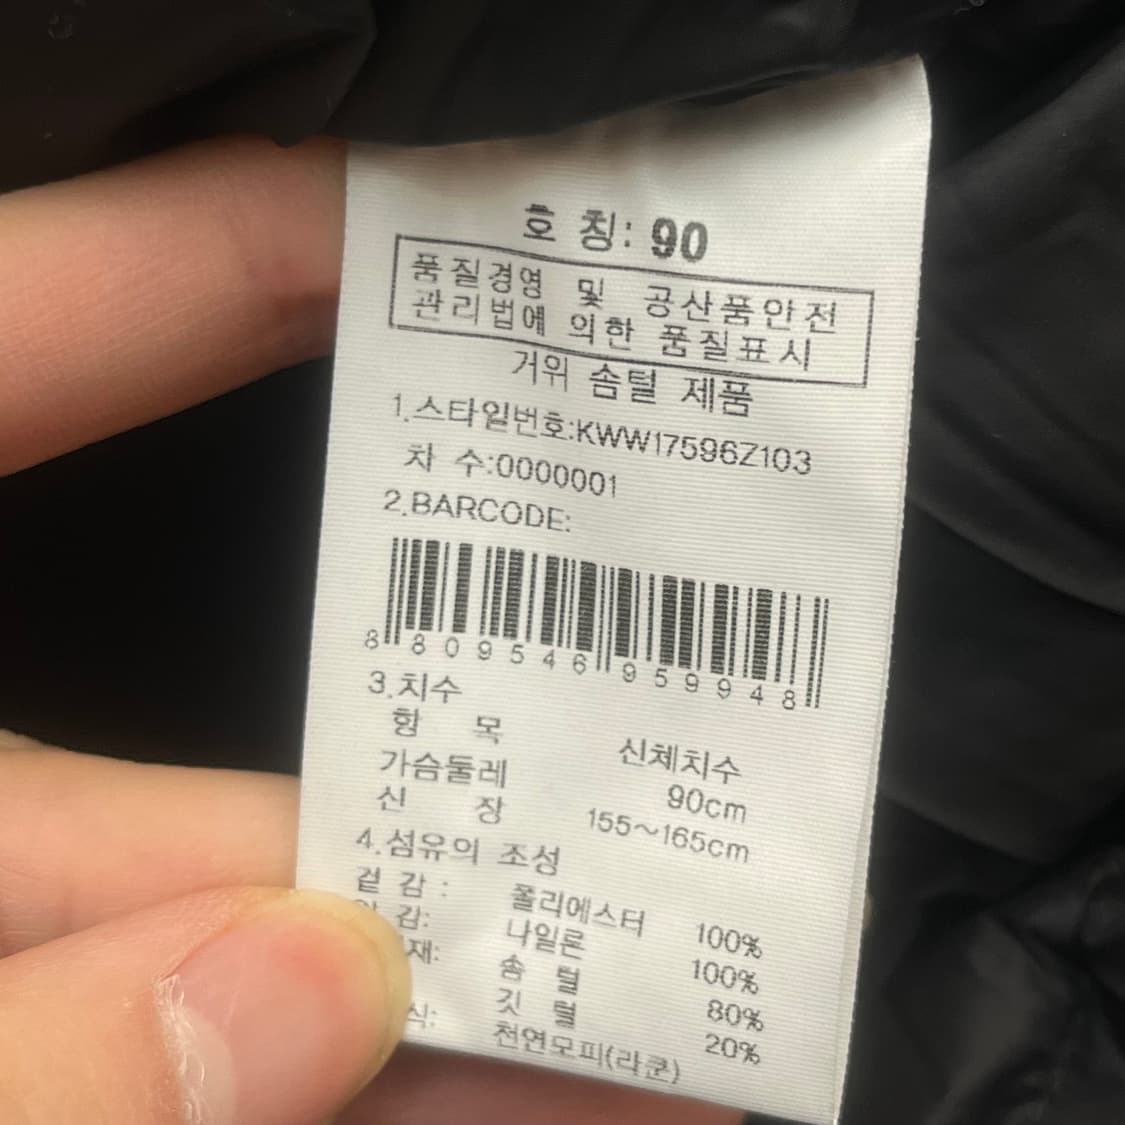 호 칭: 90
품질경영 및 공산품안전
관리법에 의한 품질표시
거위 솜털 제품
1.스타일번호:KWW17596Z103
차 수:0000001
2.BARCODE:
8 809546 959948
3.치수
항 목 신체치수
가슴둘레 90cm
신 장 155~165cm
4.섬유의 조성
겉 감 : 폴리에스터 100%
감: 나일론 100%
재: 솜 털 80%
깃 털 20%
식: 천연모피(라쿤)